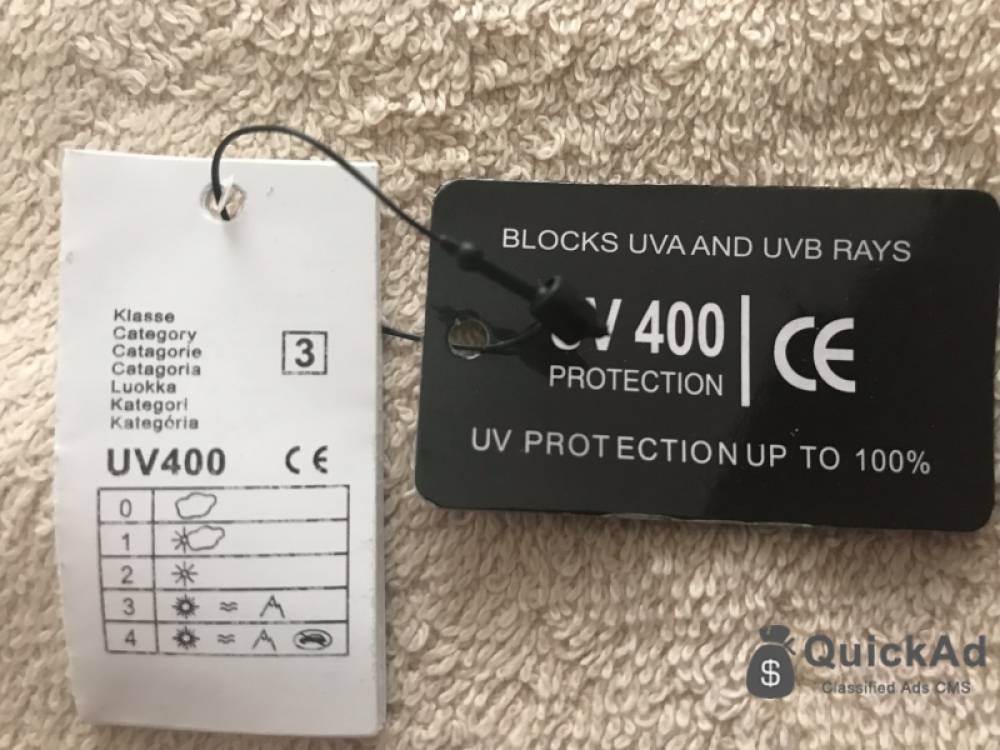 Klasse
Category
Catagorie
Catagoria
Luokka
Kategori
Kategória
3
UV400 CE
0
1
2
3
4
BLOCKS UVA AND UVB RAYS
UV 400
PROTECTION
CE
UV PROTECTION UP TO 100%
$
QuickAd
Classified Ads CMS